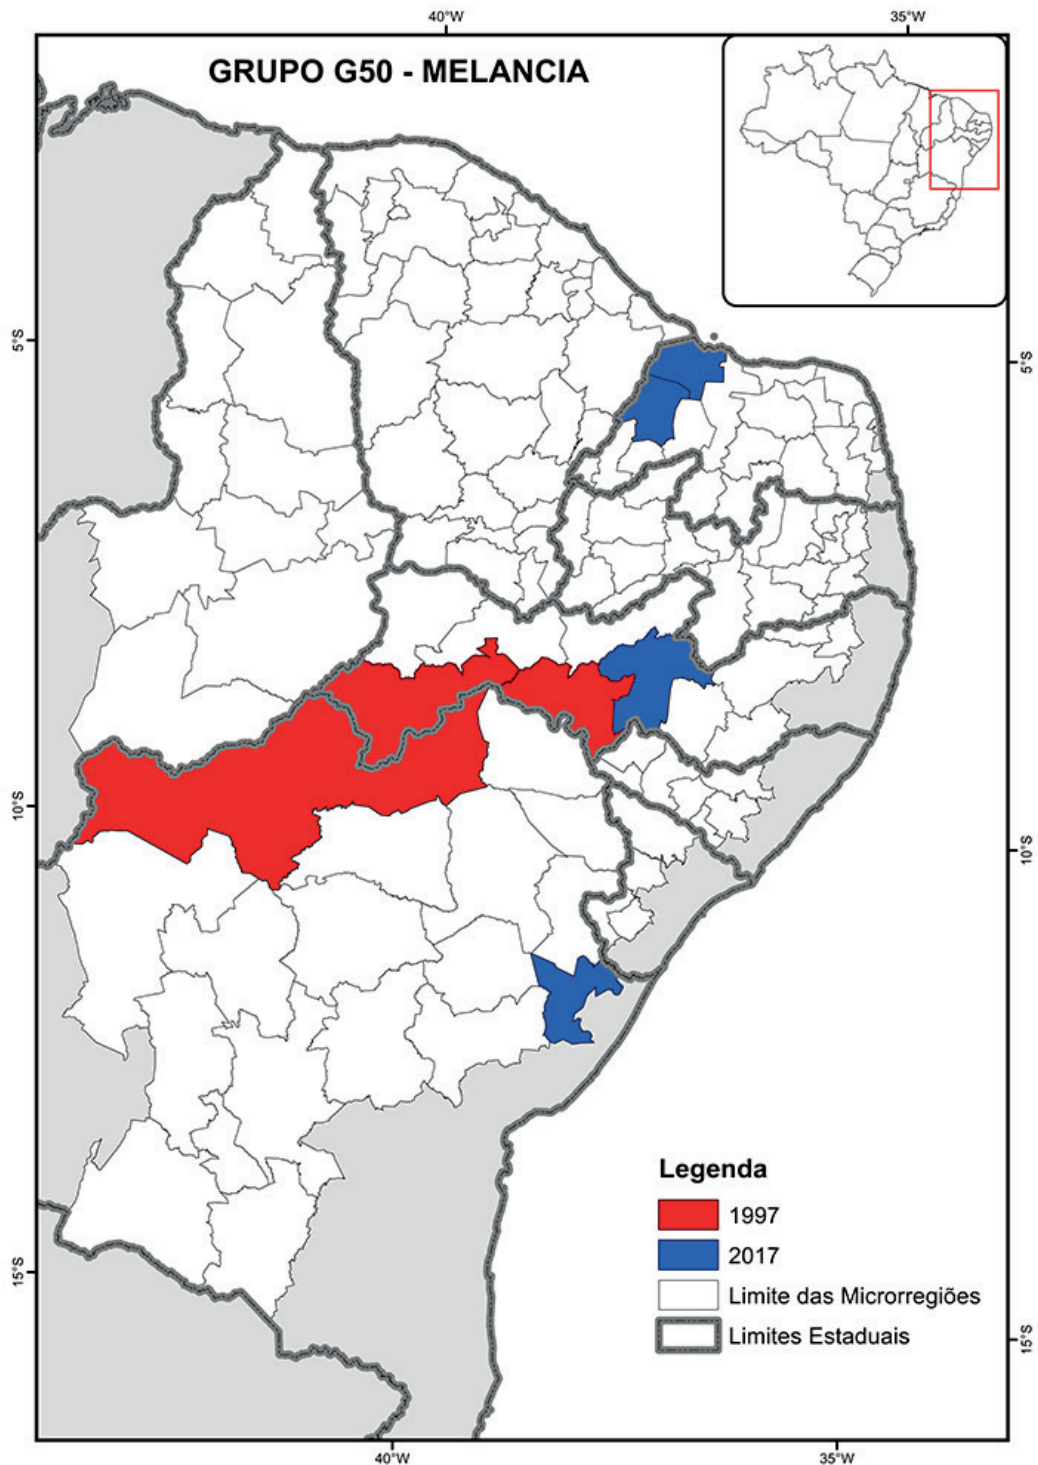 40°W
35°W
GRUPO G50 - MELANCIA
5°S
5°S
10°S
10°S
Legenda
1997
2017
Limite das Microrregiões
Limites Estaduais
15°S
15°S
40°W
35°W